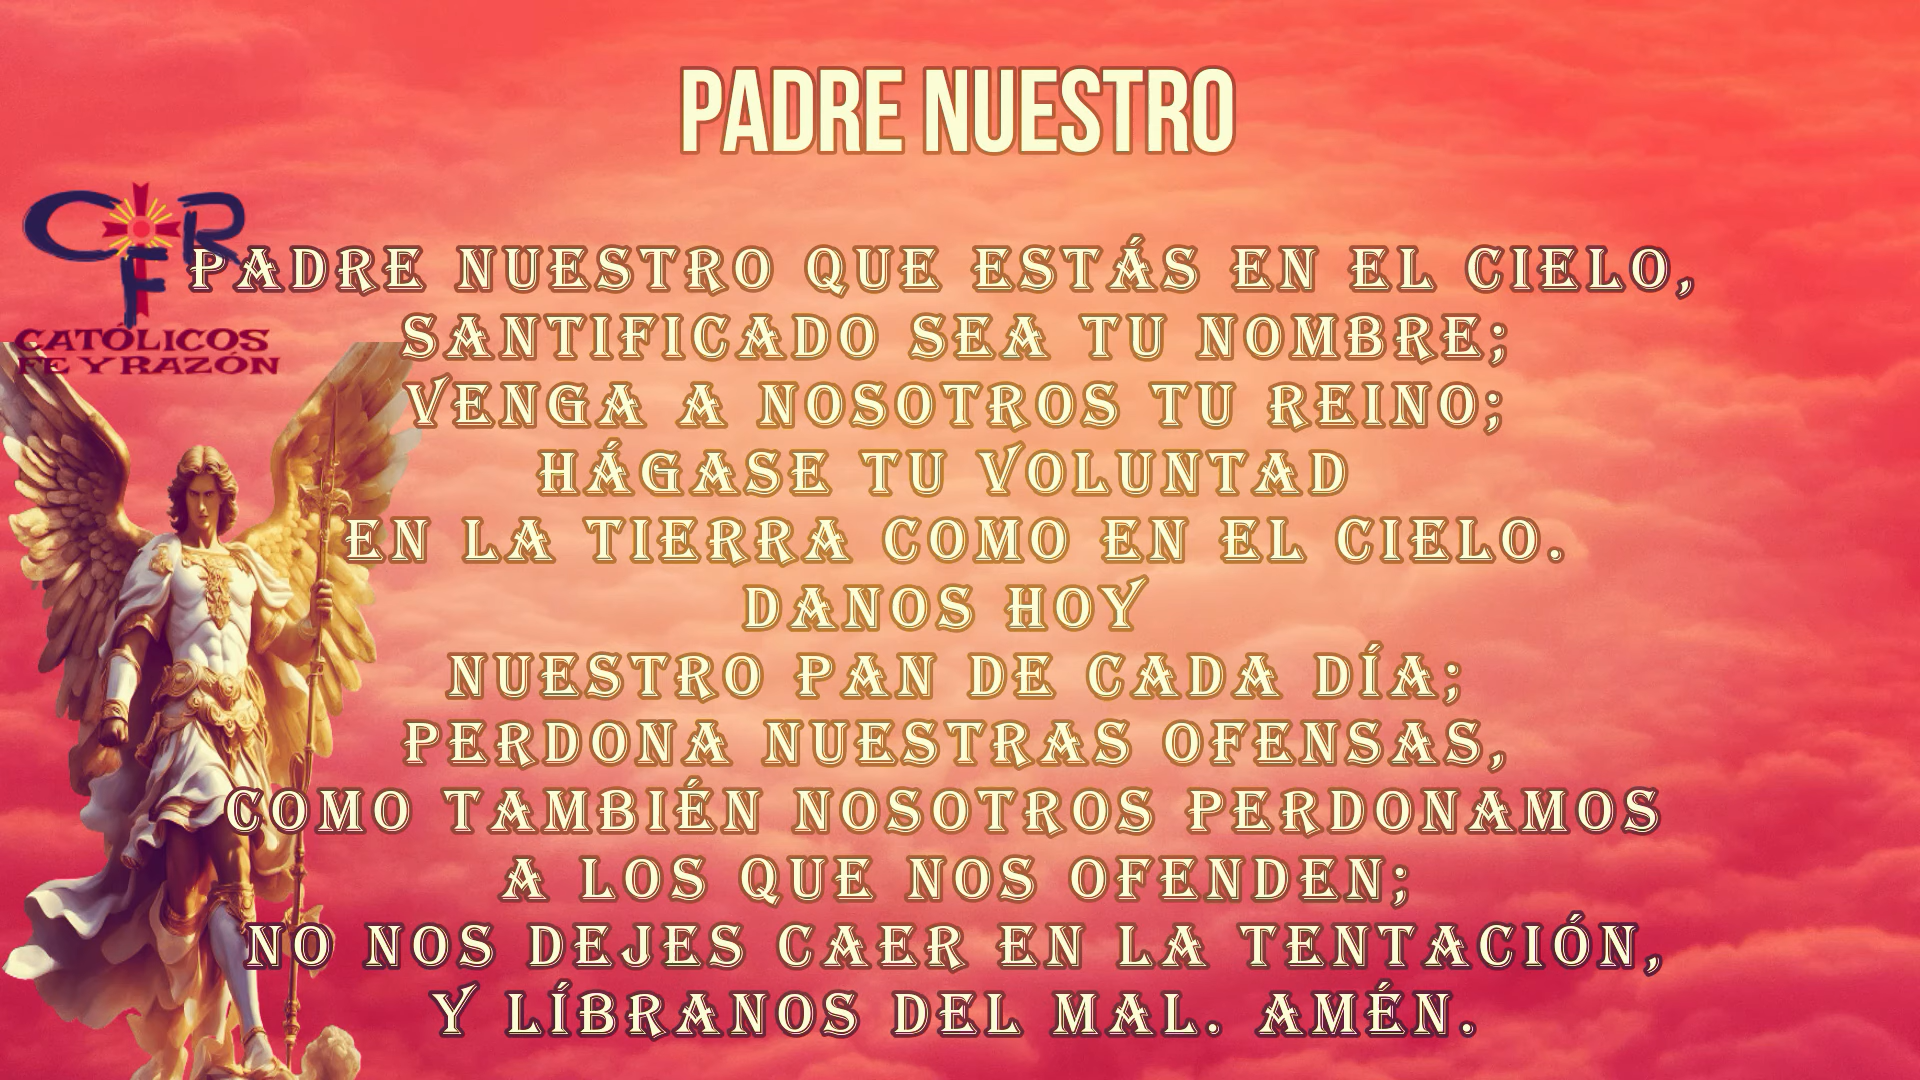 PADRE NUESTRO
CFR
CATÓLICOS
FE Y RAZÓN
PADRE NUESTRO QUE ESTÁS EN EL CIELO,
SANTIFICADO SEA TU NOMBRE;
VENGA A NOSOTROS TU REINO;
HÁGASE TU VOLUNTAD
EN LA TIERRA COMO EN EL CIELO.
DANOS HOY
NUESTRO PAN DE CADA DÍA;
PERDONA NUESTRAS OFENSAS,
COMO TAMBIÉN NOSOTROS PERDONAMOS
A LOS QUE NOS OFENDEN;
NO NOS DEJES CAER EN LA TENTACIÓN,
Y LÍBRANOS DEL MAL. AMÉN.